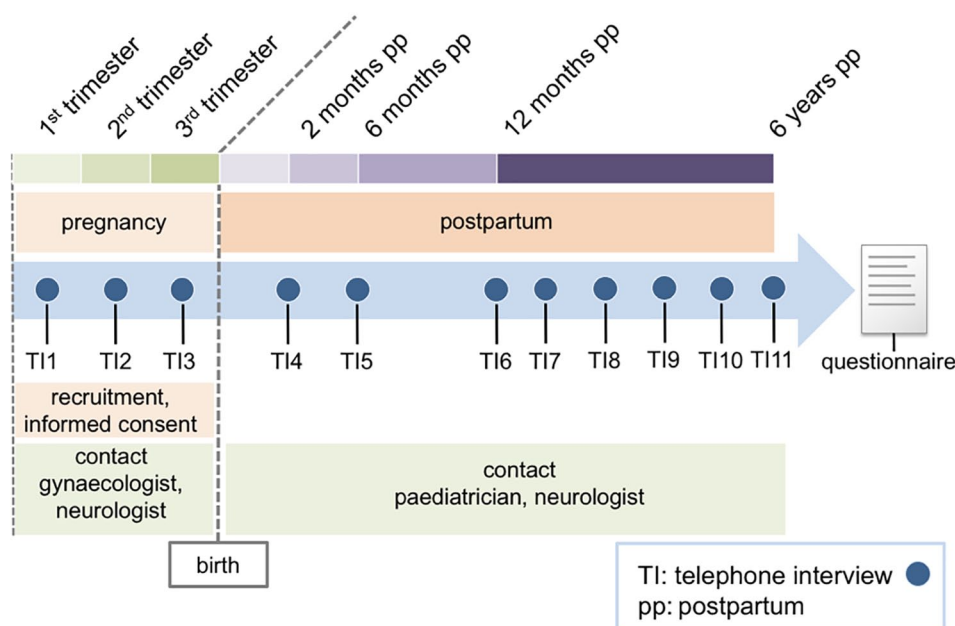 1st trimester
2nd trimester
3rd trimester
2 months pp
6 months pp
12 months pp
6 years pp
pregnancy
postpartum
TI1
TI2
TI3
TI4
TI5
TI6
TI7
TI8
TI9
TI10
TI11
questionnaire
recruitment,
informed consent
contact
gynaecologist,
neurologist
contact
paediatrician, neurologist
birth
TI: telephone interview
pp: postpartum